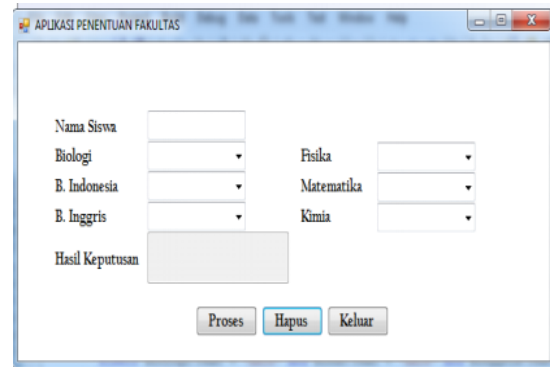 APLIKASI PENENTUAN FAKULTAS
Nama Siswa
Biologi
Fisika
B. Indonesia
Matematika
B. Inggris
Kimia
Hasil Keputusan
Proses Hapus Keluar